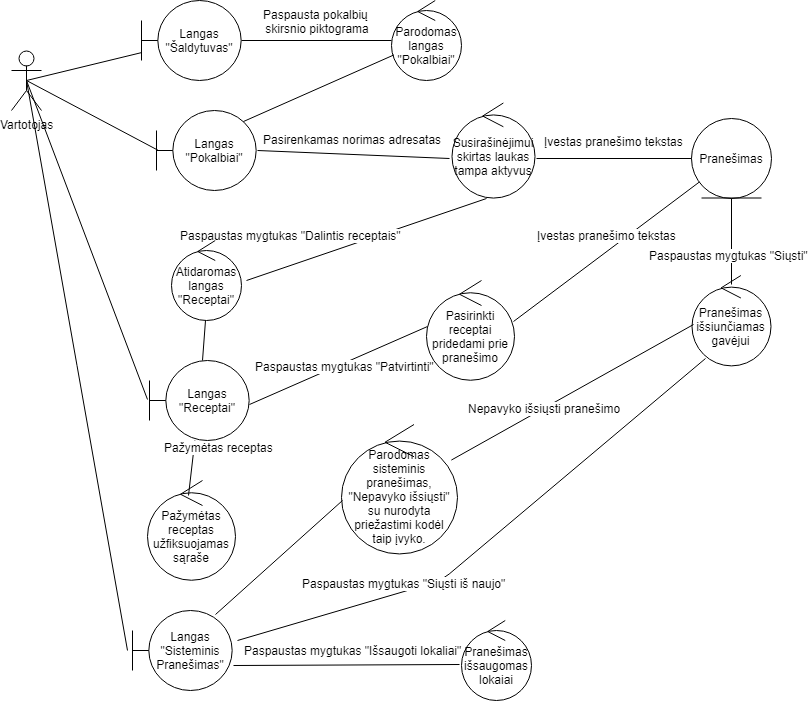 Paspausta pokalbių
skirsnio piktograma
Langas
"Šaldytuvas"
Parodomas
langas
"Pokalbiai"
Vartotojas
Langas
"Pokalbiai"
Pasirenkamas norimas adresatas
Susirašinėjimui
skirtas laukas
tampa aktyvus
Įvestas pranešimo tekstas
Pranešimas
Paspaustas mygtukas "Dalintis receptais"
Įvestas pranešimo tekstas
Paspaustas mygtukas "Siųsti"
Atidaromas
langas
"Receptai"
Pasirinkti
receptai
pridedami prie
pranešimo
Pranešimas
išsiunčiamas
gavėjui
Paspaustas mygtukas "Patvirtinti"
Langas
"Receptai"
Nepavyko išsiųsti pranešimo
Pažymėtas receptas
Parodomas
sisteminis
pranešimas,
"Nepavyko išsiųsti"
su nurodyta
priežastimi kodėl
taip įvyko.
Pažymėtas
receptas
užfiksuojamas
sąraše
Paspaustas mygtukas "Siųsti iš naujo"
Langas
"Sisteminis
Pranešimas"
Paspaustas mygtukas "Išsaugoti lokaliai"
Pranešimas
išsaugomas
lokaiai